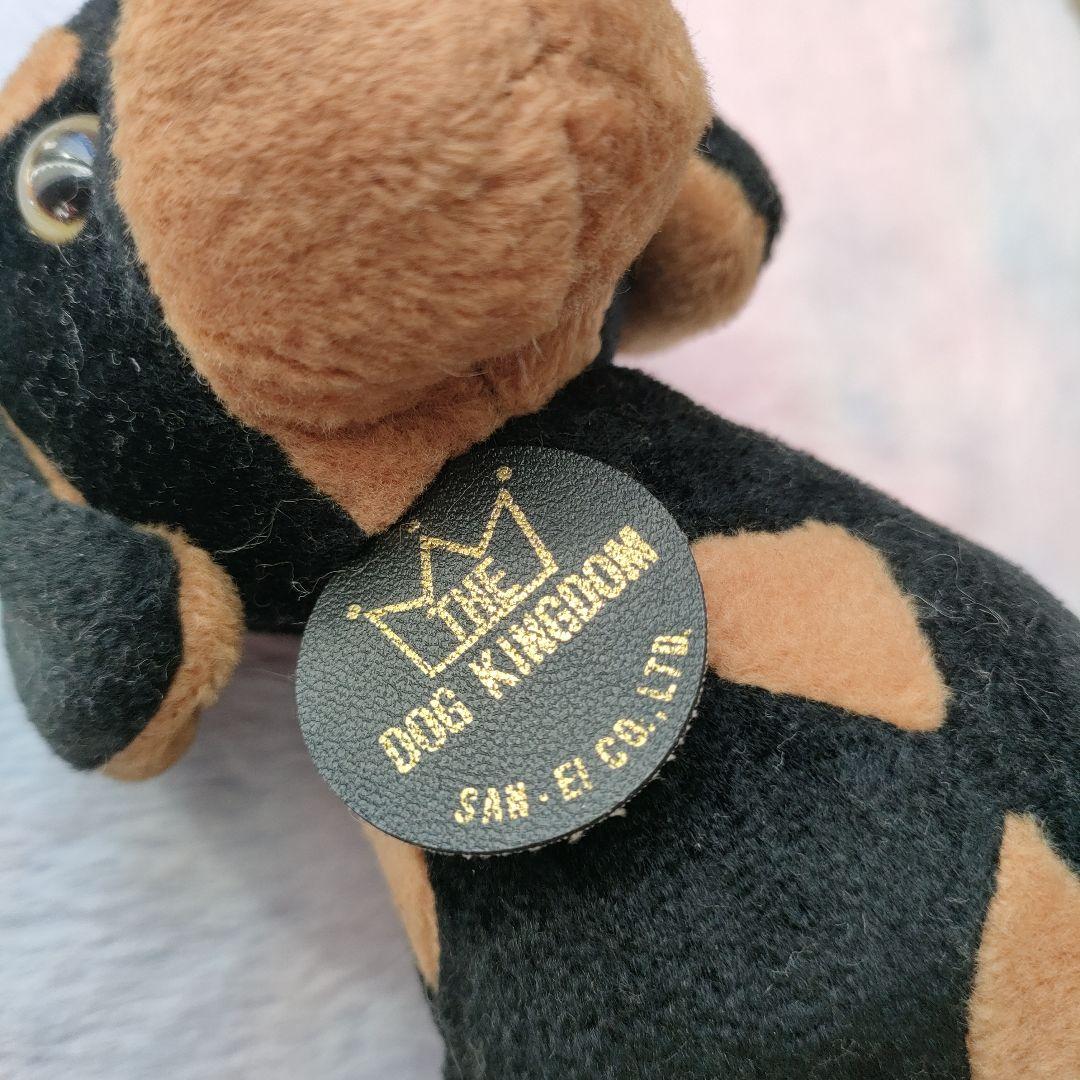 THE
DOG KINGDOM
SAN-EI CO.,LTD.